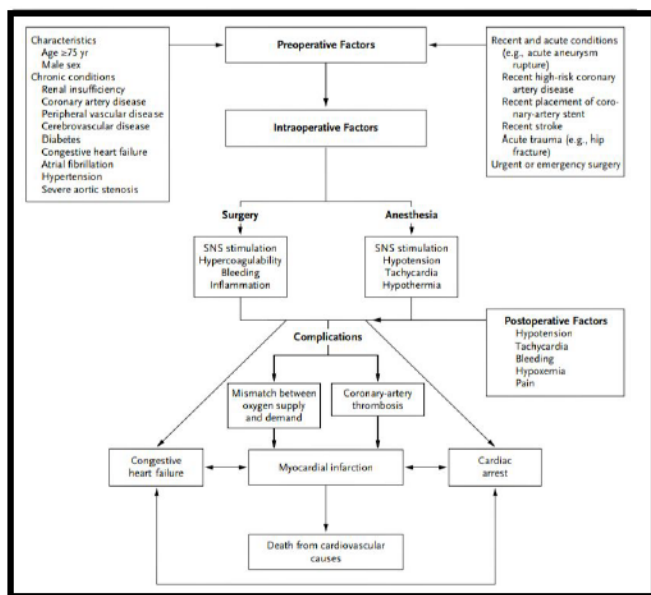 Characteristics
Age ≥75 yr
Male sex
Chronic conditions
Renal insufficiency
Coronary artery disease
Peripheral vascular disease
Cerebrovascular disease
Diabetes
Congestive heart failure
Atrial fibrillation
Hypertension
Severe aortic stenosis
Preoperative Factors
Recent and acute conditions
(e.g., acute aneurysm
rupture)
Recent high-risk coronary
artery disease
Recent placement of coro-
nary-artery stent
Recent stroke
Acute trauma (e.g., hip
fracture)
Urgent or emergency surgery
Intraoperative Factors
Surgery
SNS stimulation
Hypercoagulability
Bleeding
Inflammation
Anesthesia
SNS stimulation
Hypotension
Tachycardia
Hypothermia
Postoperative Factors
Hypotension
Tachycardia
Bleeding
Hypoxemia
Pain
Complications
Mismatch between
oxygen supply
and demand
Coronary-artery
thrombosis
Congestive
heart failure
Myocardial infarction
Cardiac
arrest
Death from cardiovascular
causes